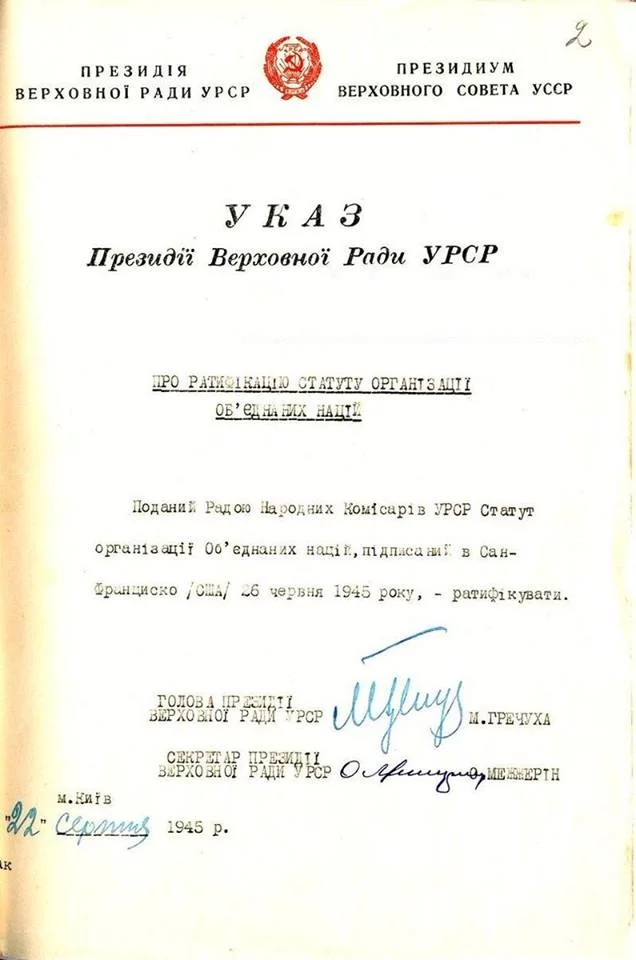 2
ПРЕЗИДІЯ
ВЕРХОВНОЇ РАДИ УРСР
ПРЕЗИДИУМ
ВЕРХОВНОГО СОВЕТА УССР
УКАЗ
Президії Верховної Ради УРСР
ПРО РАТИФІКАЦІЮ СТАТУТУ ОРГАНІЗАЦІЇ
ОБ'ЄДНАНИХ НАЦІЙ
Поданий Радою Народних Комісарів УРСР Статут
організації Об'єднаних націй,підписаний в Сан-
Франциско /США/ 26 червня 1945 року, - ратифікувати.
ГОЛОВА ПРЕЗИДІЇ
ВЕРХОВНОЇ РАДИ УРСР М.ГРЕЧУХА
СЕКРЕТАР ПРЕЗИДІЇ
ВЕРХОВНОЇ РАДИ УРСР О.МЕЖЖЕРІН
м.Київ
"22" серпня 1945 р.